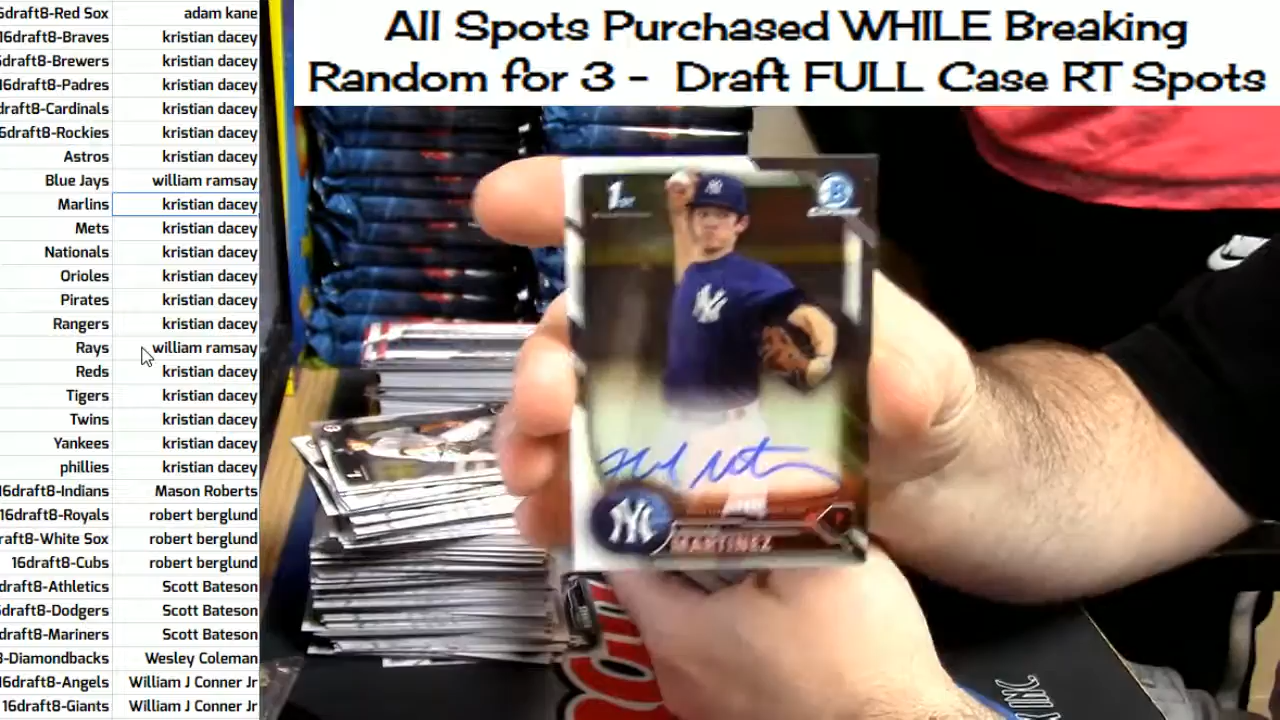 All Spots Purchased WHILE Breaking
Random for 3 - Draft FULL Case RT Spots
6draft8-Red Sox adam kane
16draft8-Braves kristian dacey
draft8-Brewers kristian dacey
16draft8-Padres kristian dacey
draft8-Cardinals kristian dacey
6draft8-Rockies kristian dacey
Astros kristian dacey
Blue Jays william ramsay
Marlins kristian dacey
Mets kristian dacey
Nationals kristian dacey
Orioles kristian dacey
Pirates kristian dacey
Rangers kristian dacey
Rays william ramsay
Reds kristian dacey
Tigers kristian dacey
Twins kristian dacey
Yankees kristian dacey
phillies kristian dacey
16draft8-Indians Mason Roberts
16draft8-Royals robert berglund
raft8-White Sox robert berglund
16draft8-Cubs robert berglund
draft8-Athletics Scott Bateson
draft8-Dodgers Scott Bateson
draft8-Mariners Scott Bateson
8-Diamondbacks Wesley Coleman
16draft8-Angels William J Conner Jr
16draft8-Giants William J Conner Jr
1st
B
NY
NY
MARTINEZ